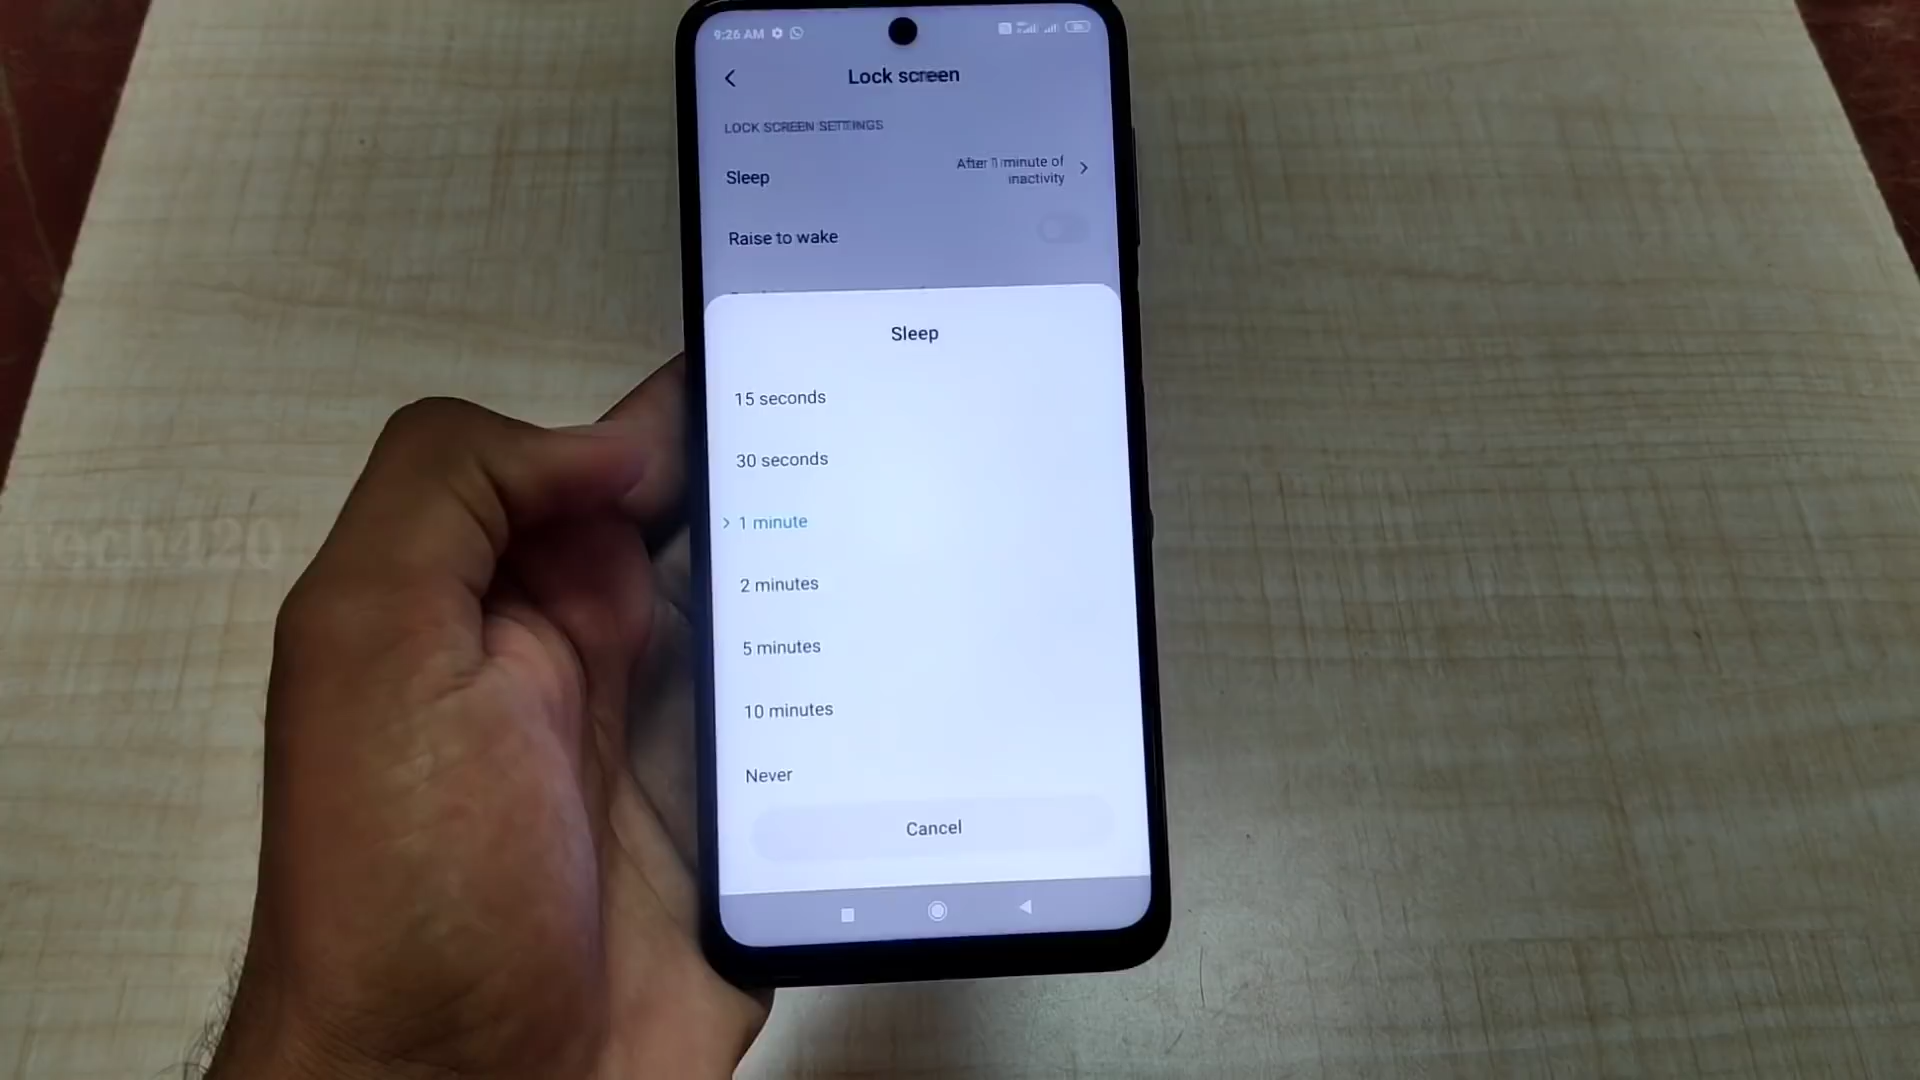 9:26 AM
Lock screen
LOCK SCREEN SETTINGS
Sleep
After 1 minute of
inactivity
Raise to wake
Sleep
15 seconds
30 seconds
1 minute
2 minutes
5 minutes
10 minutes
Never
Cancel